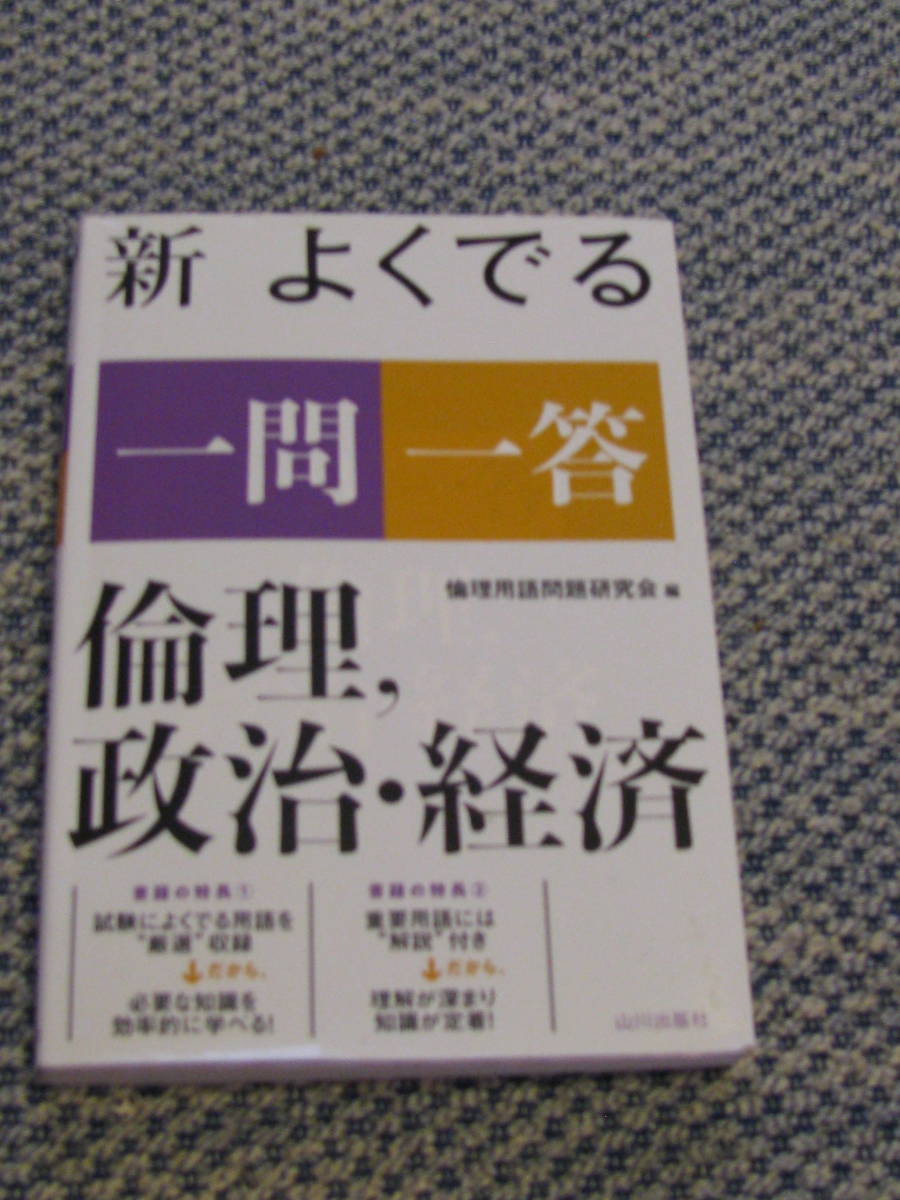 新 よくでる
一問一答
倫理用語問題研究会 編
倫理,
政治・経済
書目の特長①
試験によくでる用語を
"厳選"収録
↓だから、
必要な知識を
効率的に学べる!
書目の特長②
重要用語には
"解説"付き
↓だから、
理解が深まり
知識が定着!
山川出版社